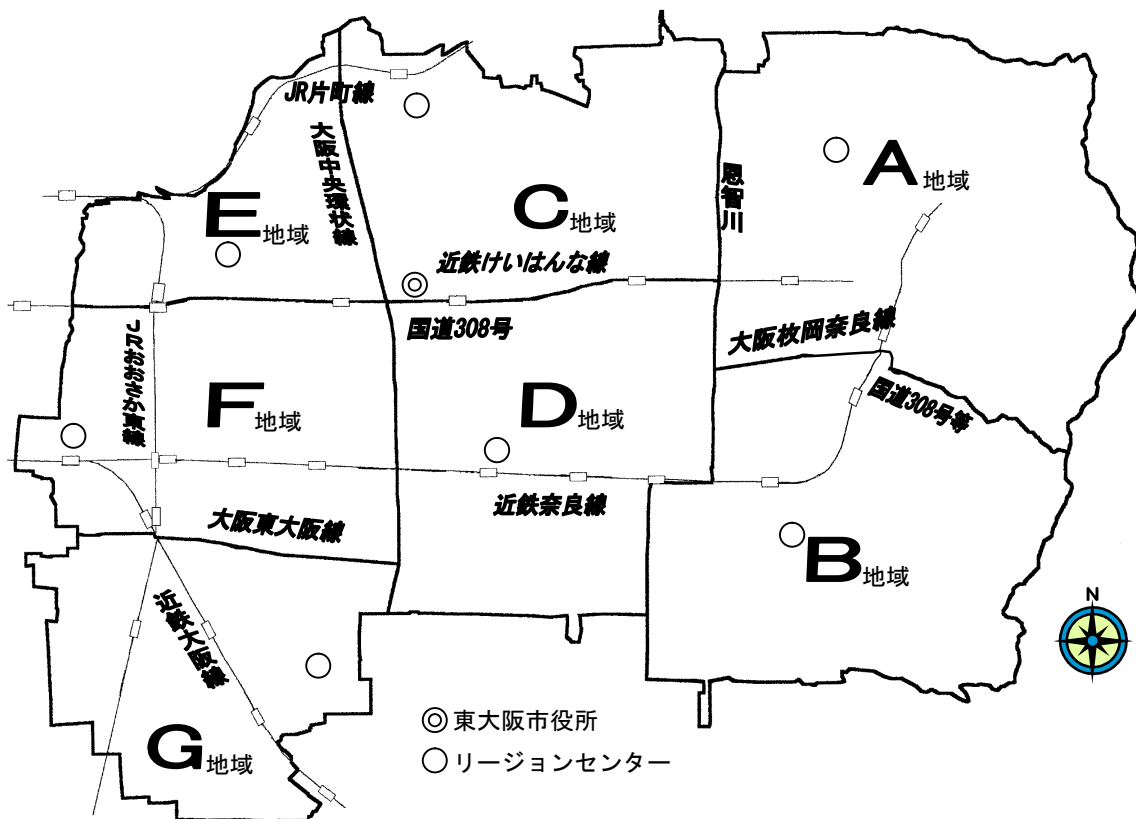 JR片町線
大阪中央環状線
恩智川
A地域
E地域
C地域
近鉄けいはんな線
国道308号
大阪枚岡奈良線
JRおおさか東線
国道308号等
F地域
D地域
近鉄奈良線
大阪東大阪線
B地域
近鉄大阪線
N
G地域
東大阪市役所
リージョンセンター